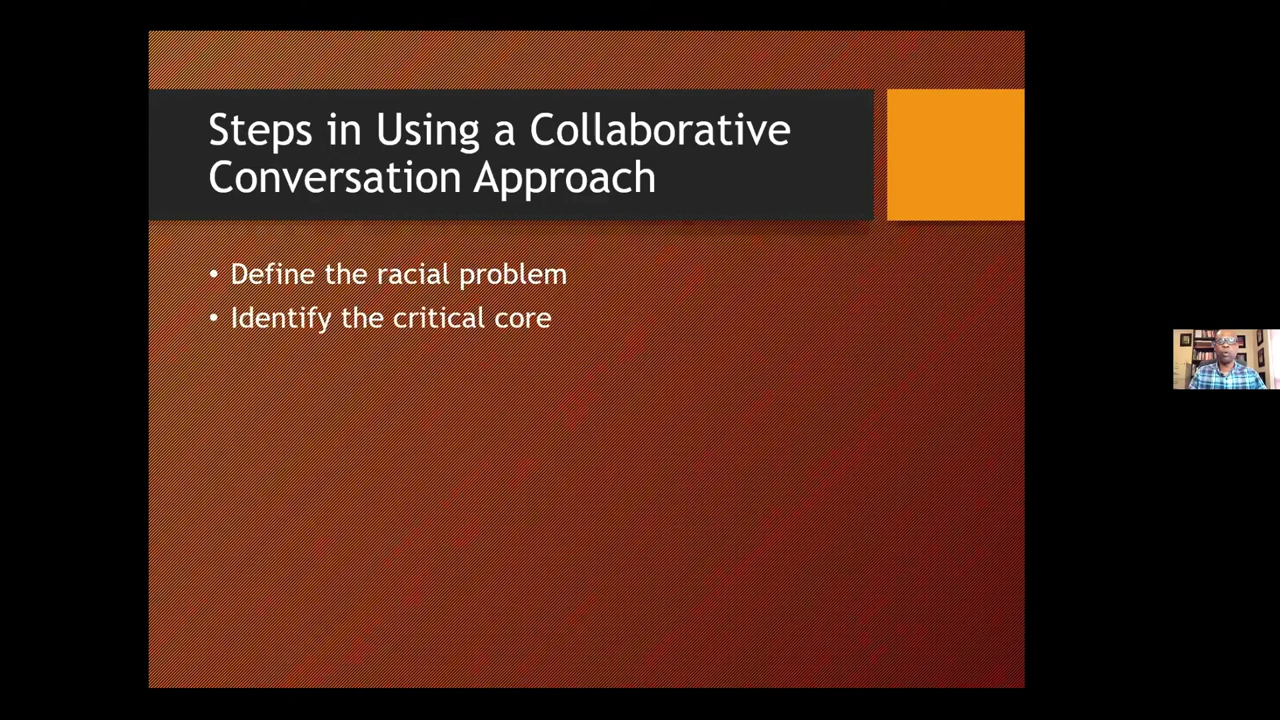 Steps in Using a Collaborative
Conversation Approach
• Define the racial problem
• Identify the critical core